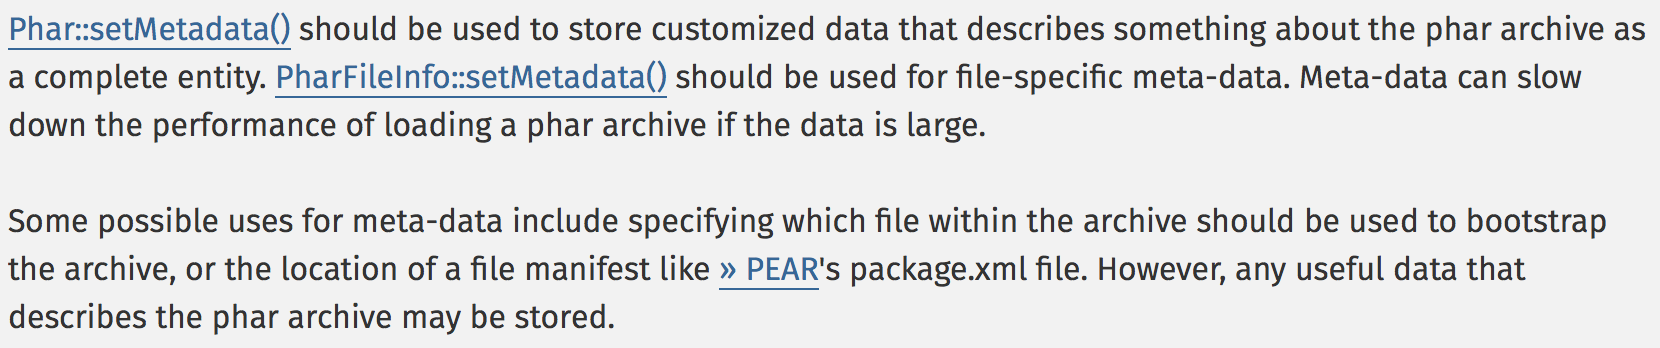 Phar::setMetadata() should be used to store customized data that describes something about the phar archive as
a complete entity. PharFileInfo::setMetadata() should be used for file-specific meta-data. Meta-data can slow
down the performance of loading a phar archive if the data is large.
Some possible uses for meta-data include specifying which file within the archive should be used to bootstrap
the archive, or the location of a file manifest like » PEAR's package.xml file. However, any useful data that
describes the phar archive may be stored.